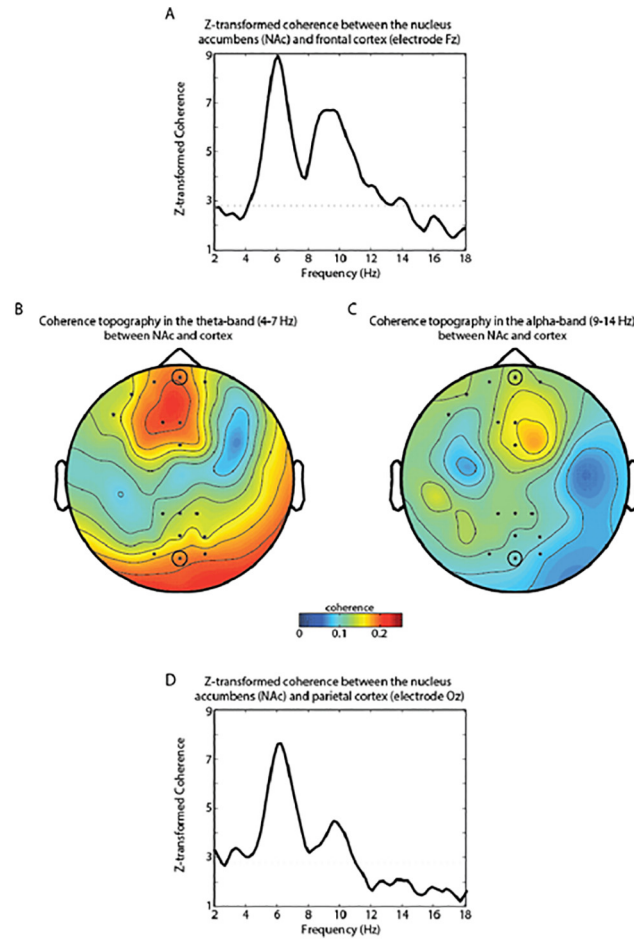 A
Z-transformed coherence between the nucleus
accumbens (NAc) and frontal cortex (electrode Fz)
Z-transformed Coherence
9
7
5
3
1
2 4 6 8 10 12 14 16 18
Frequency (Hz)
B
Coherence topography in the theta-band (4-7 Hz)
between NAc and cortex
C
Coherence topography in the alpha-band (9-14 Hz)
between NAc and cortex
coherence
0 0.1 0.2
D
Z-transformed coherence between the nucleus
accumbens (NAc) and parietal cortex (electrode Oz)
Z-transformed Coherence
9
7
5
3
1
2 4 6 8 10 12 14 16 18
Frequency (Hz)